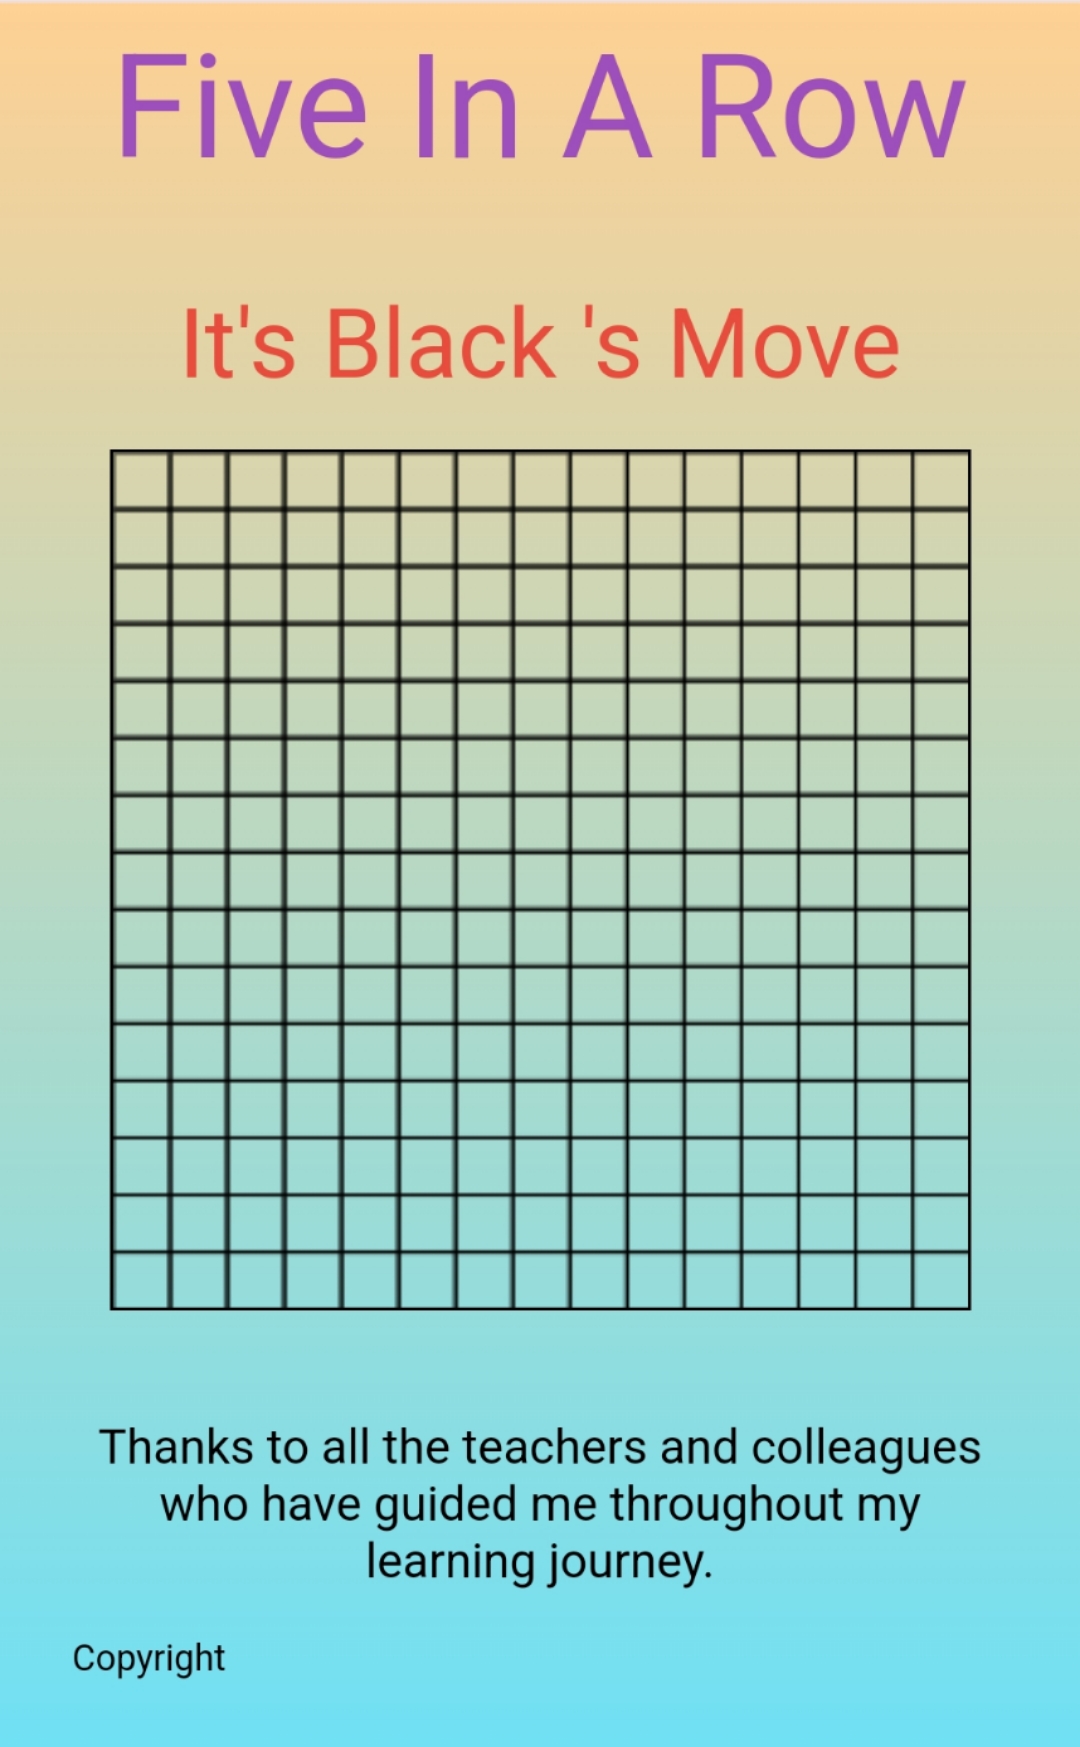 Five In A Row
It's Black 's Move
Thanks to all the teachers and colleagues
who have guided me throughout my
learning journey.
Copyright